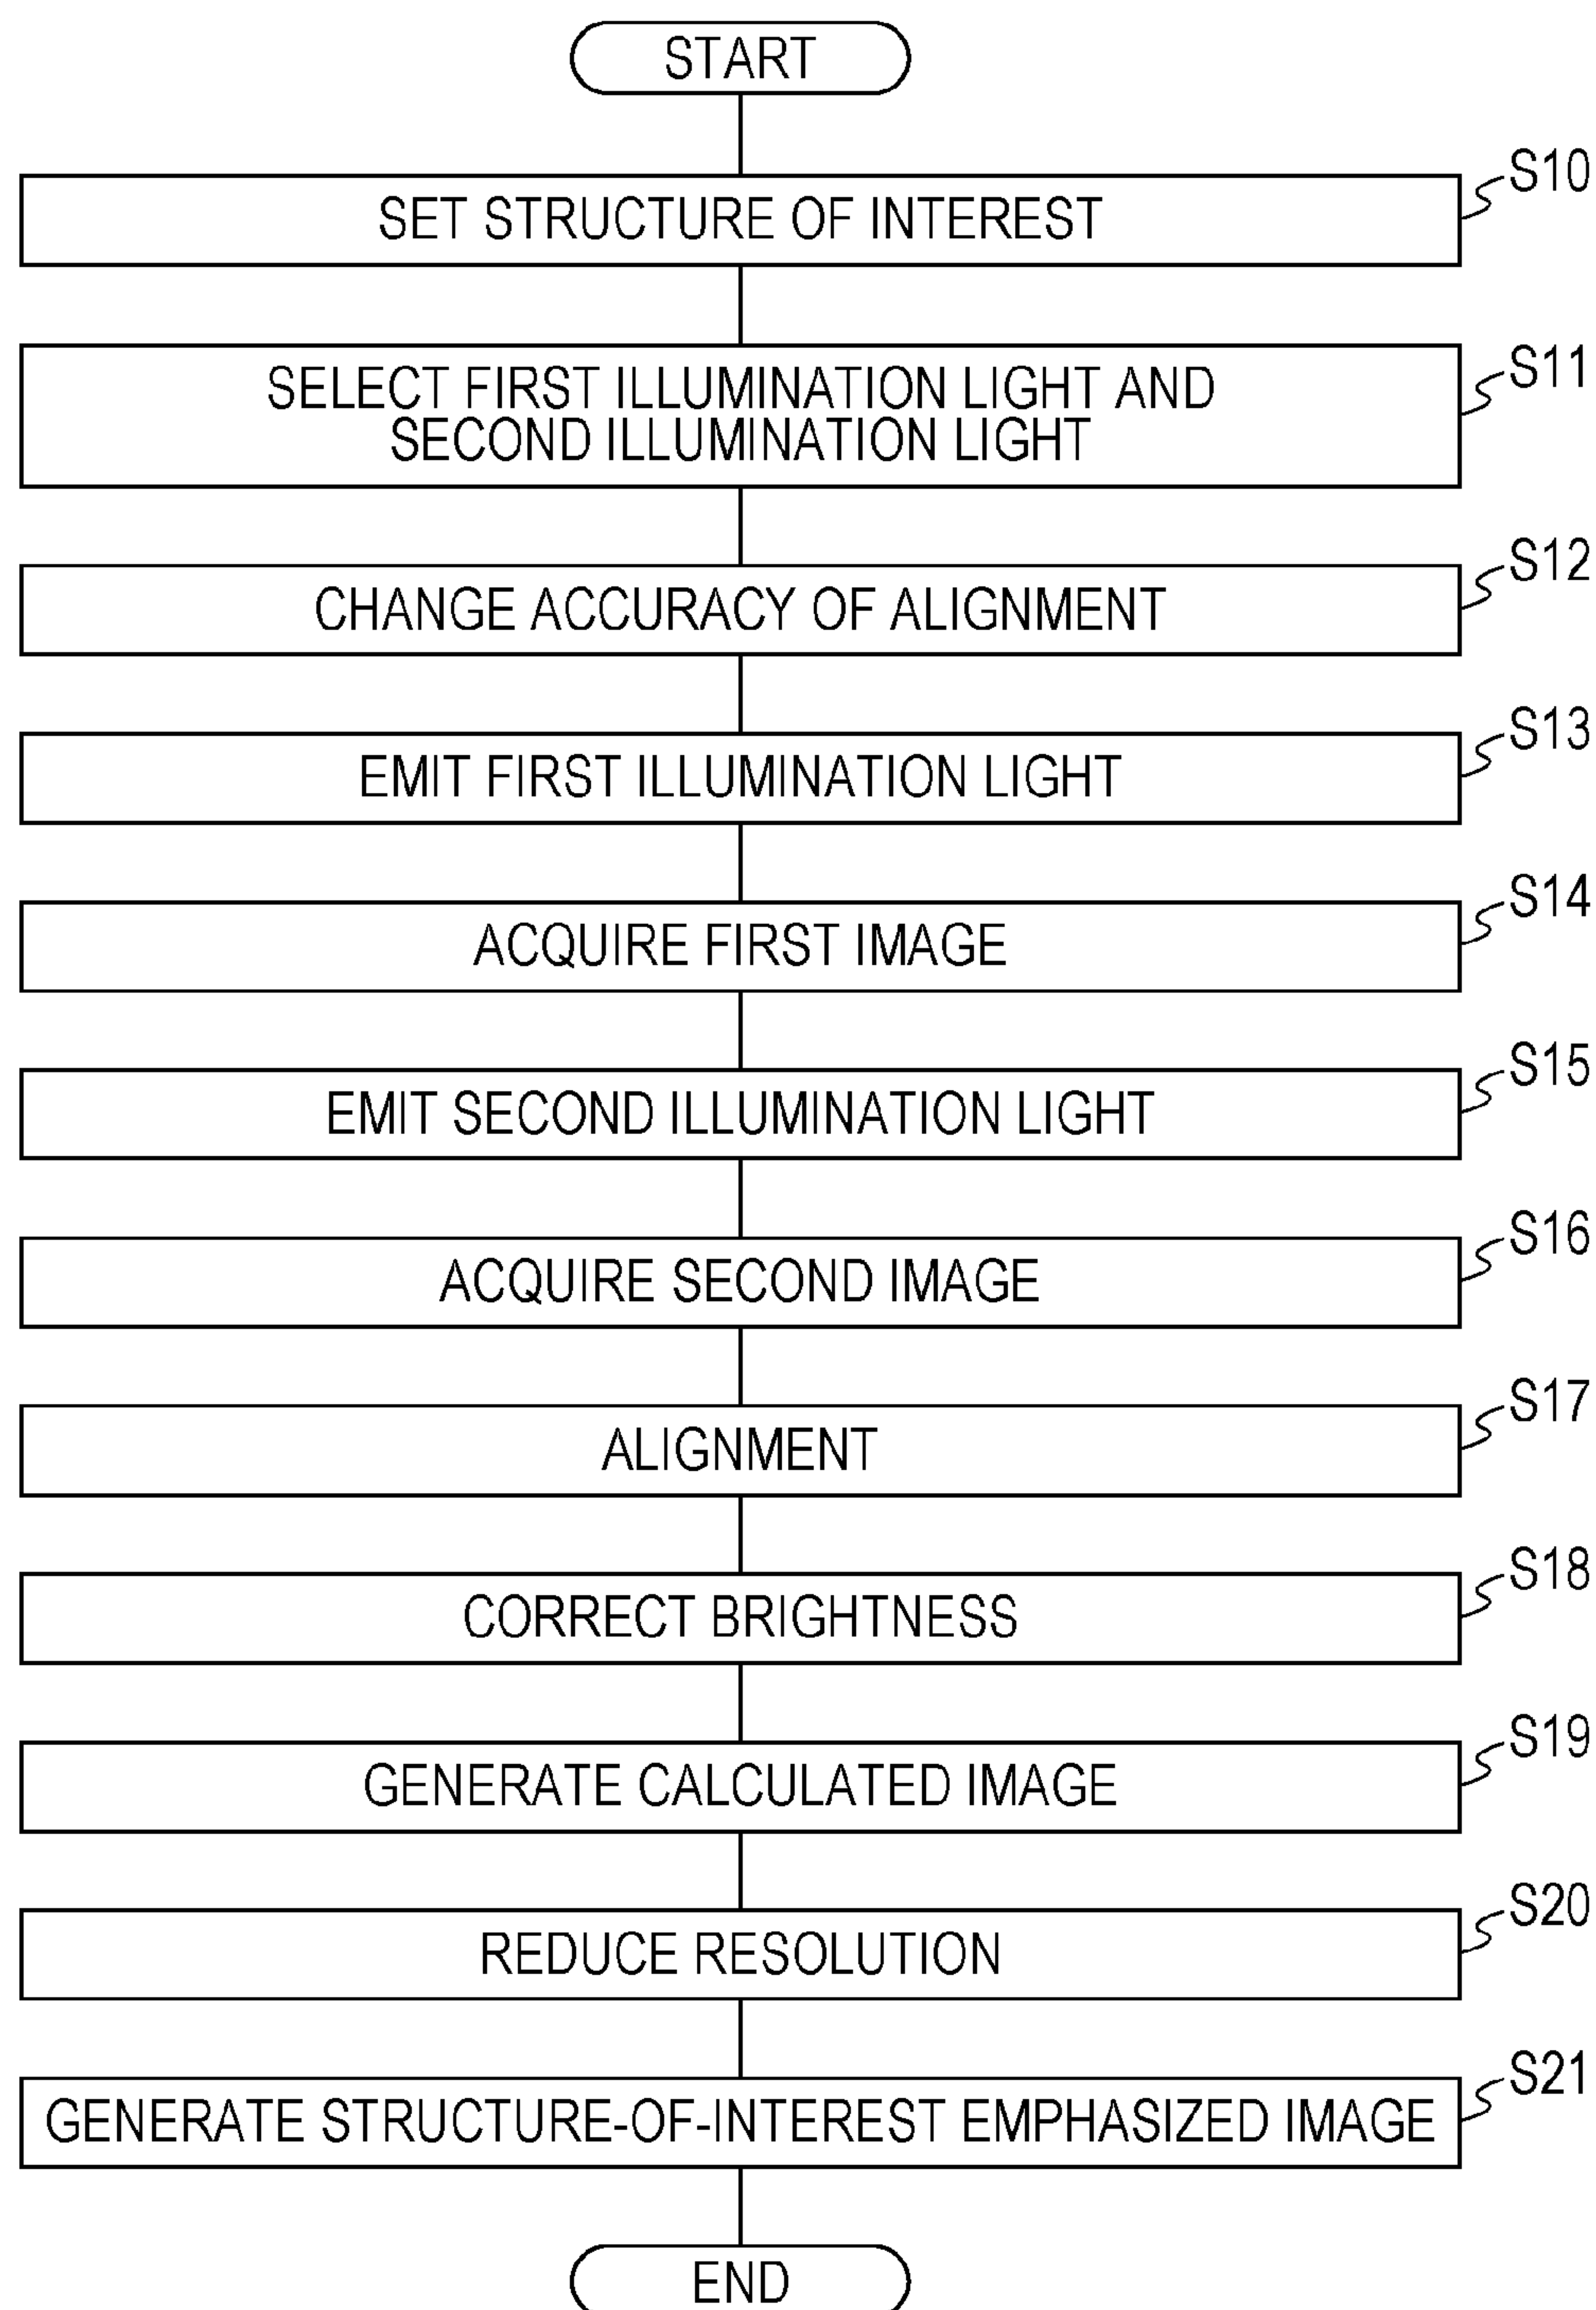 START
S10
SET STRUCTURE OF INTEREST
S11
SELECT FIRST ILLUMINATION LIGHT AND
SECOND ILLUMINATION LIGHT
S12
CHANGE ACCURACY OF ALIGNMENT
S13
EMIT FIRST ILLUMINATION LIGHT
S14
ACQUIRE FIRST IMAGE
S15
EMIT SECOND ILLUMINATION LIGHT
S16
ACQUIRE SECOND IMAGE
S17
ALIGNMENT
S18
CORRECT BRIGHTNESS
S19
GENERATE CALCULATED IMAGE
S20
REDUCE RESOLUTION
S21
GENERATE STRUCTURE-OF-INTEREST EMPHASIZED IMAGE
END